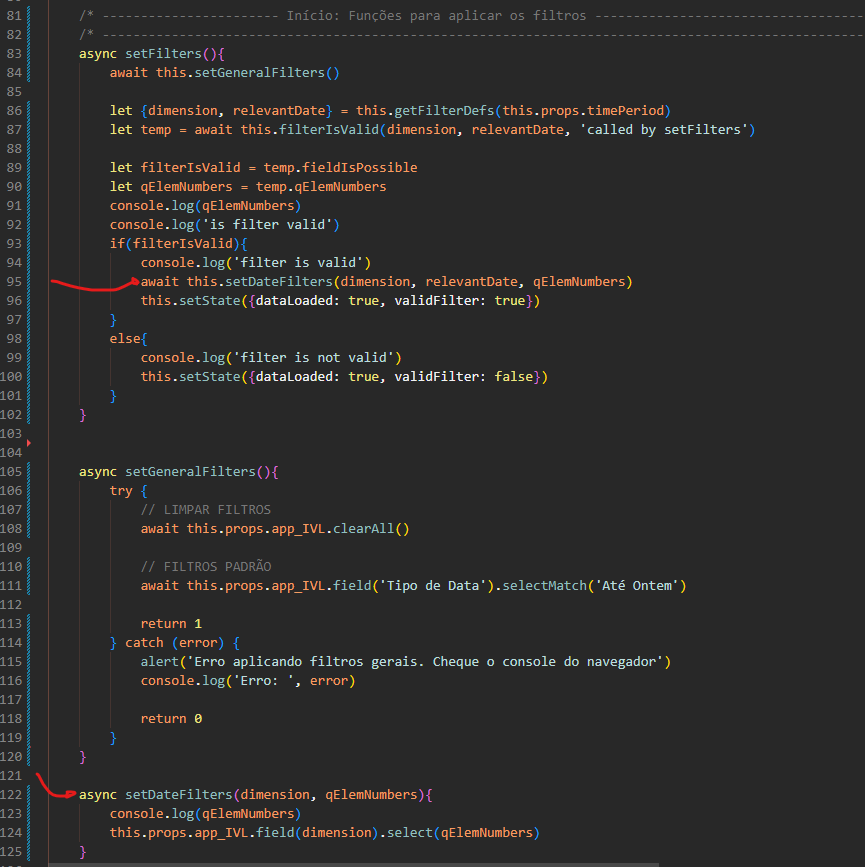 81 /* ----------------------- Início: Funções para aplicar os filtros -----------------------------------
82 /* ----------------------------------------------------------------------------------------------------
83 async setFilters(){
84 await this.setGeneralFilters()
85
86 let {dimension, relevantDate} = this.getFilterDefs(this.props.timePeriod)
87 let temp = await this.filterIsValid(dimension, relevantDate, 'called by setFilters')
88
89 let filterIsValid = temp.fieldIsPossible
90 let qElemNumbers = temp.qElemNumbers
91 console.log(qElemNumbers)
92 console.log('is filter valid')
93 if(filterIsValid){
94 console.log('filter is valid')
95 await this.setDateFilters(dimension, relevantDate, qElemNumbers)
96 this.setState({dataLoaded: true, validFilter: true})
97 }
98 else{
99 console.log('filter is not valid')
100 this.setState({dataLoaded: true, validFilter: false})
101 }
102 }
103
104
105 async setGeneralFilters(){
106 try {
107 // LIMPAR FILTROS
108 await this.props.app_IVL.clearAll()
109
110 // FILTROS PADRÃO
111 await this.props.app_IVL.field('Tipo de Data').selectMatch('Até Ontem')
112
113 return 1
114 } catch (error) {
115 alert('Erro aplicando filtros gerais. Cheque o console do navegador')
116 console.log('Erro: ', error)
117
118 return 0
119 }
120 }
121
122 async setDateFilters(dimension, qElemNumbers){
123 console.log(qElemNumbers)
124 this.props.app_IVL.field(dimension).select(qElemNumbers)
125 }